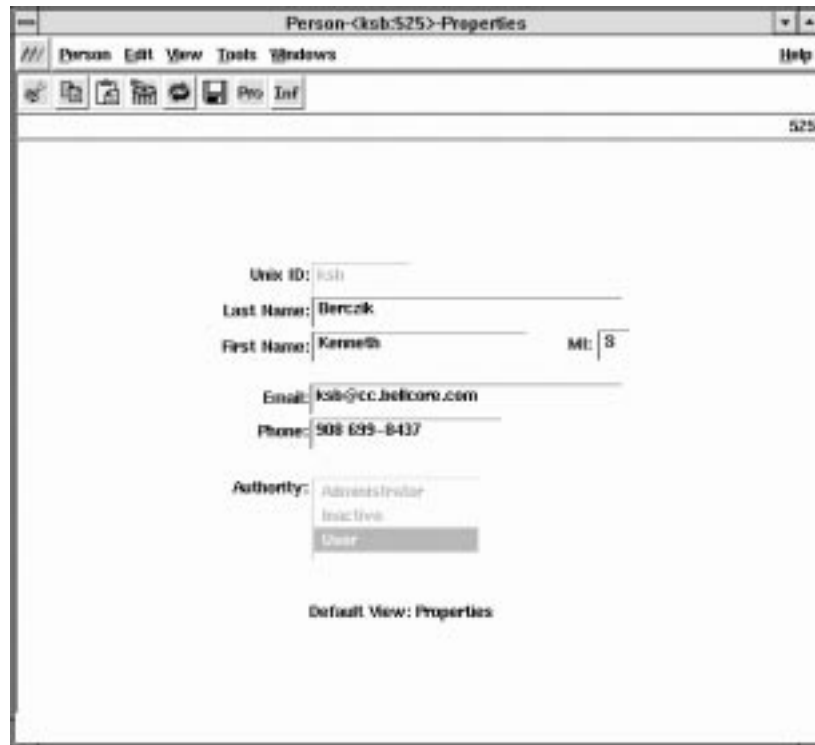 Person-<ksb:525>-Properties
Person Edit View Tools Windows Help
Pro Inf
525
Unix ID: ksb
Last Name: Berczik
First Name: Kenneth MI: S
Email: ksb@cc.bellcore.com
Phone: 908 699-8437
Authority: Administrator
Inactive
User
Default View: Properties